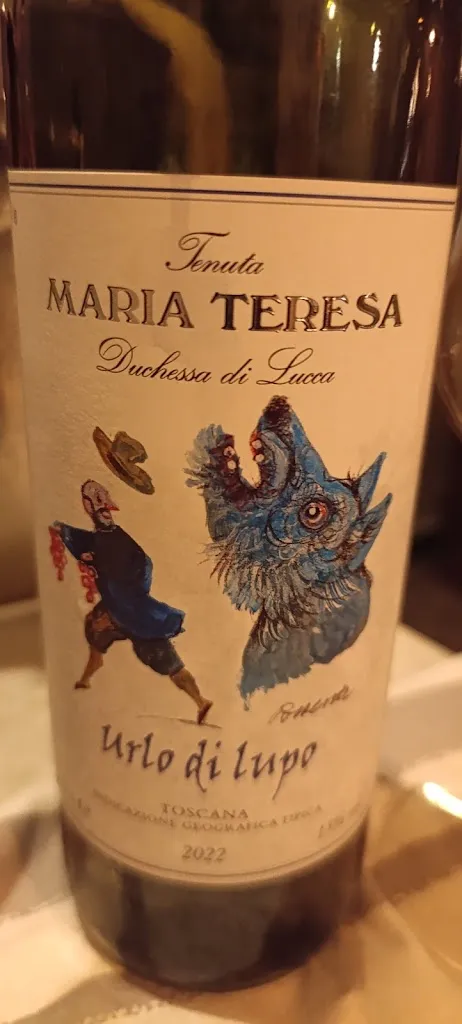 Tenuta
MARIA TERESA
Duchessa di Lucca
Urlo di lupo
TOSCANA
INDICAZIONE GEOGRAFICA TIPICA
2022